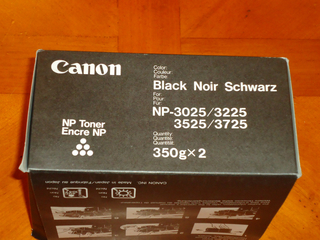 Canon
NP Toner
Encre NP
Color:
Couleur:
Farbe:
Black Noir Schwarz
For:
Pour:
Für:
NP-3025/3225
3525/3725
Quantity:
Quantité:
Quantität:
350g×2